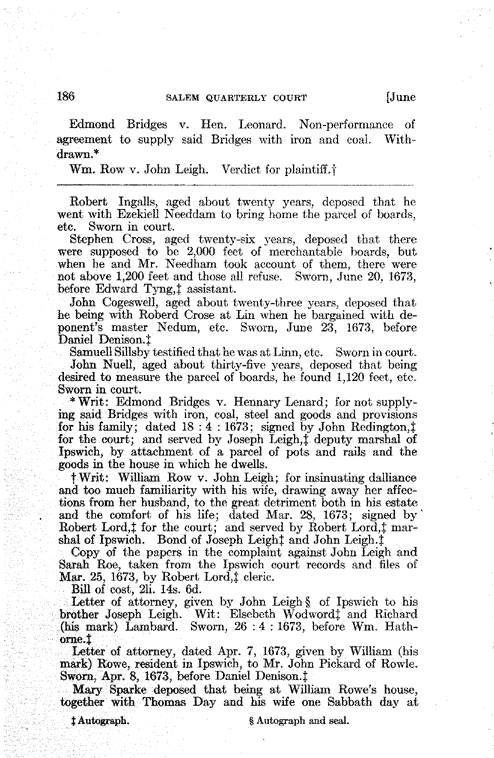 186 SALEM QUARTERLY COURT [June
Edmond Bridges v. Hen. Leonard. Non-performance of
agreement to supply said Bridges with iron and coal. With-
drawn.*
Wm. Row v. John Leigh. Verdict for plaintiff.†
Robert Ingalls, aged about twenty years, deposed that he
went with Ezekiell Needdam to bring home the parcel of boards,
etc. Sworn in court.
Stephen Cross, aged twenty-six years, deposed that there
were supposed to be 2,000 feet of merchantable boards, but
when he and Mr. Needham took account of them, there were
not above 1,200 feet and those all refuse. Sworn, June 20, 1673,
before Edward Tyng,‡ assistant.
John Cogeswell, aged about twenty-three years, deposed that
he being with Roberd Crose at Lin when he bargained with de-
ponent's master Nedum, etc. Sworn, June 23, 1673, before
Daniel Denison.‡
Samuell Sillsby testified that he was at Linn, etc. Sworn in court.
John Nuell, aged about thirty-five years, deposed that being
desired to measure the parcel of boards, he found 1,120 feet, etc.
Sworn in court.
* Writ: Edmond Bridges v. Hennary Lenard; for not supply-
ing said Bridges with iron, coal, steel and goods and provisions
for his family; dated 18 : 4 : 1673; signed by John Redington,‡
for the court; and served by Joseph Leigh,‡ deputy marshal of
Ipswich, by attachment of a parcel of pots and rails and the
goods in the house in which he dwells.
† Writ: William Row v. John Leigh; for insinuating dalliance
and too much familiarity with his wife, drawing away her affec-
tions from her husband, to the great detriment both in his estate
and the comfort of his life; dated Mar. 28, 1673; signed by
Robert Lord,‡ for the court; and served by Robert Lord,‡ mar-
shal of Ipswich. Bond of Joseph Leigh‡ and John Leigh.‡
Copy of the papers in the complaint against John Leigh and
Sarah Roe, taken from the Ipswich court records and files of
Mar. 25, 1673, by Robert Lord,‡ cleric.
Bill of cost, 2li. 14s. 6d.
Letter of attorney, given by John Leigh § of Ipswich to his
brother Joseph Leigh. Wit: Elsebeth Wodword‡ and Richard
(his mark) Lambard. Sworn, 26 : 4 : 1673, before Wm. Hath-
orne.‡
Letter of attorney, dated Apr. 7, 1673, given by William (his
mark) Rowe, resident in Ipswich, to Mr. John Pickard of Rowle.
Sworn, Apr. 8, 1673, before Daniel Denison.‡
Mary Sparke deposed that being at William Rowe's house,
together with Thomas Day and his wife one Sabbath day at
‡ Autograph. § Autograph and seal.